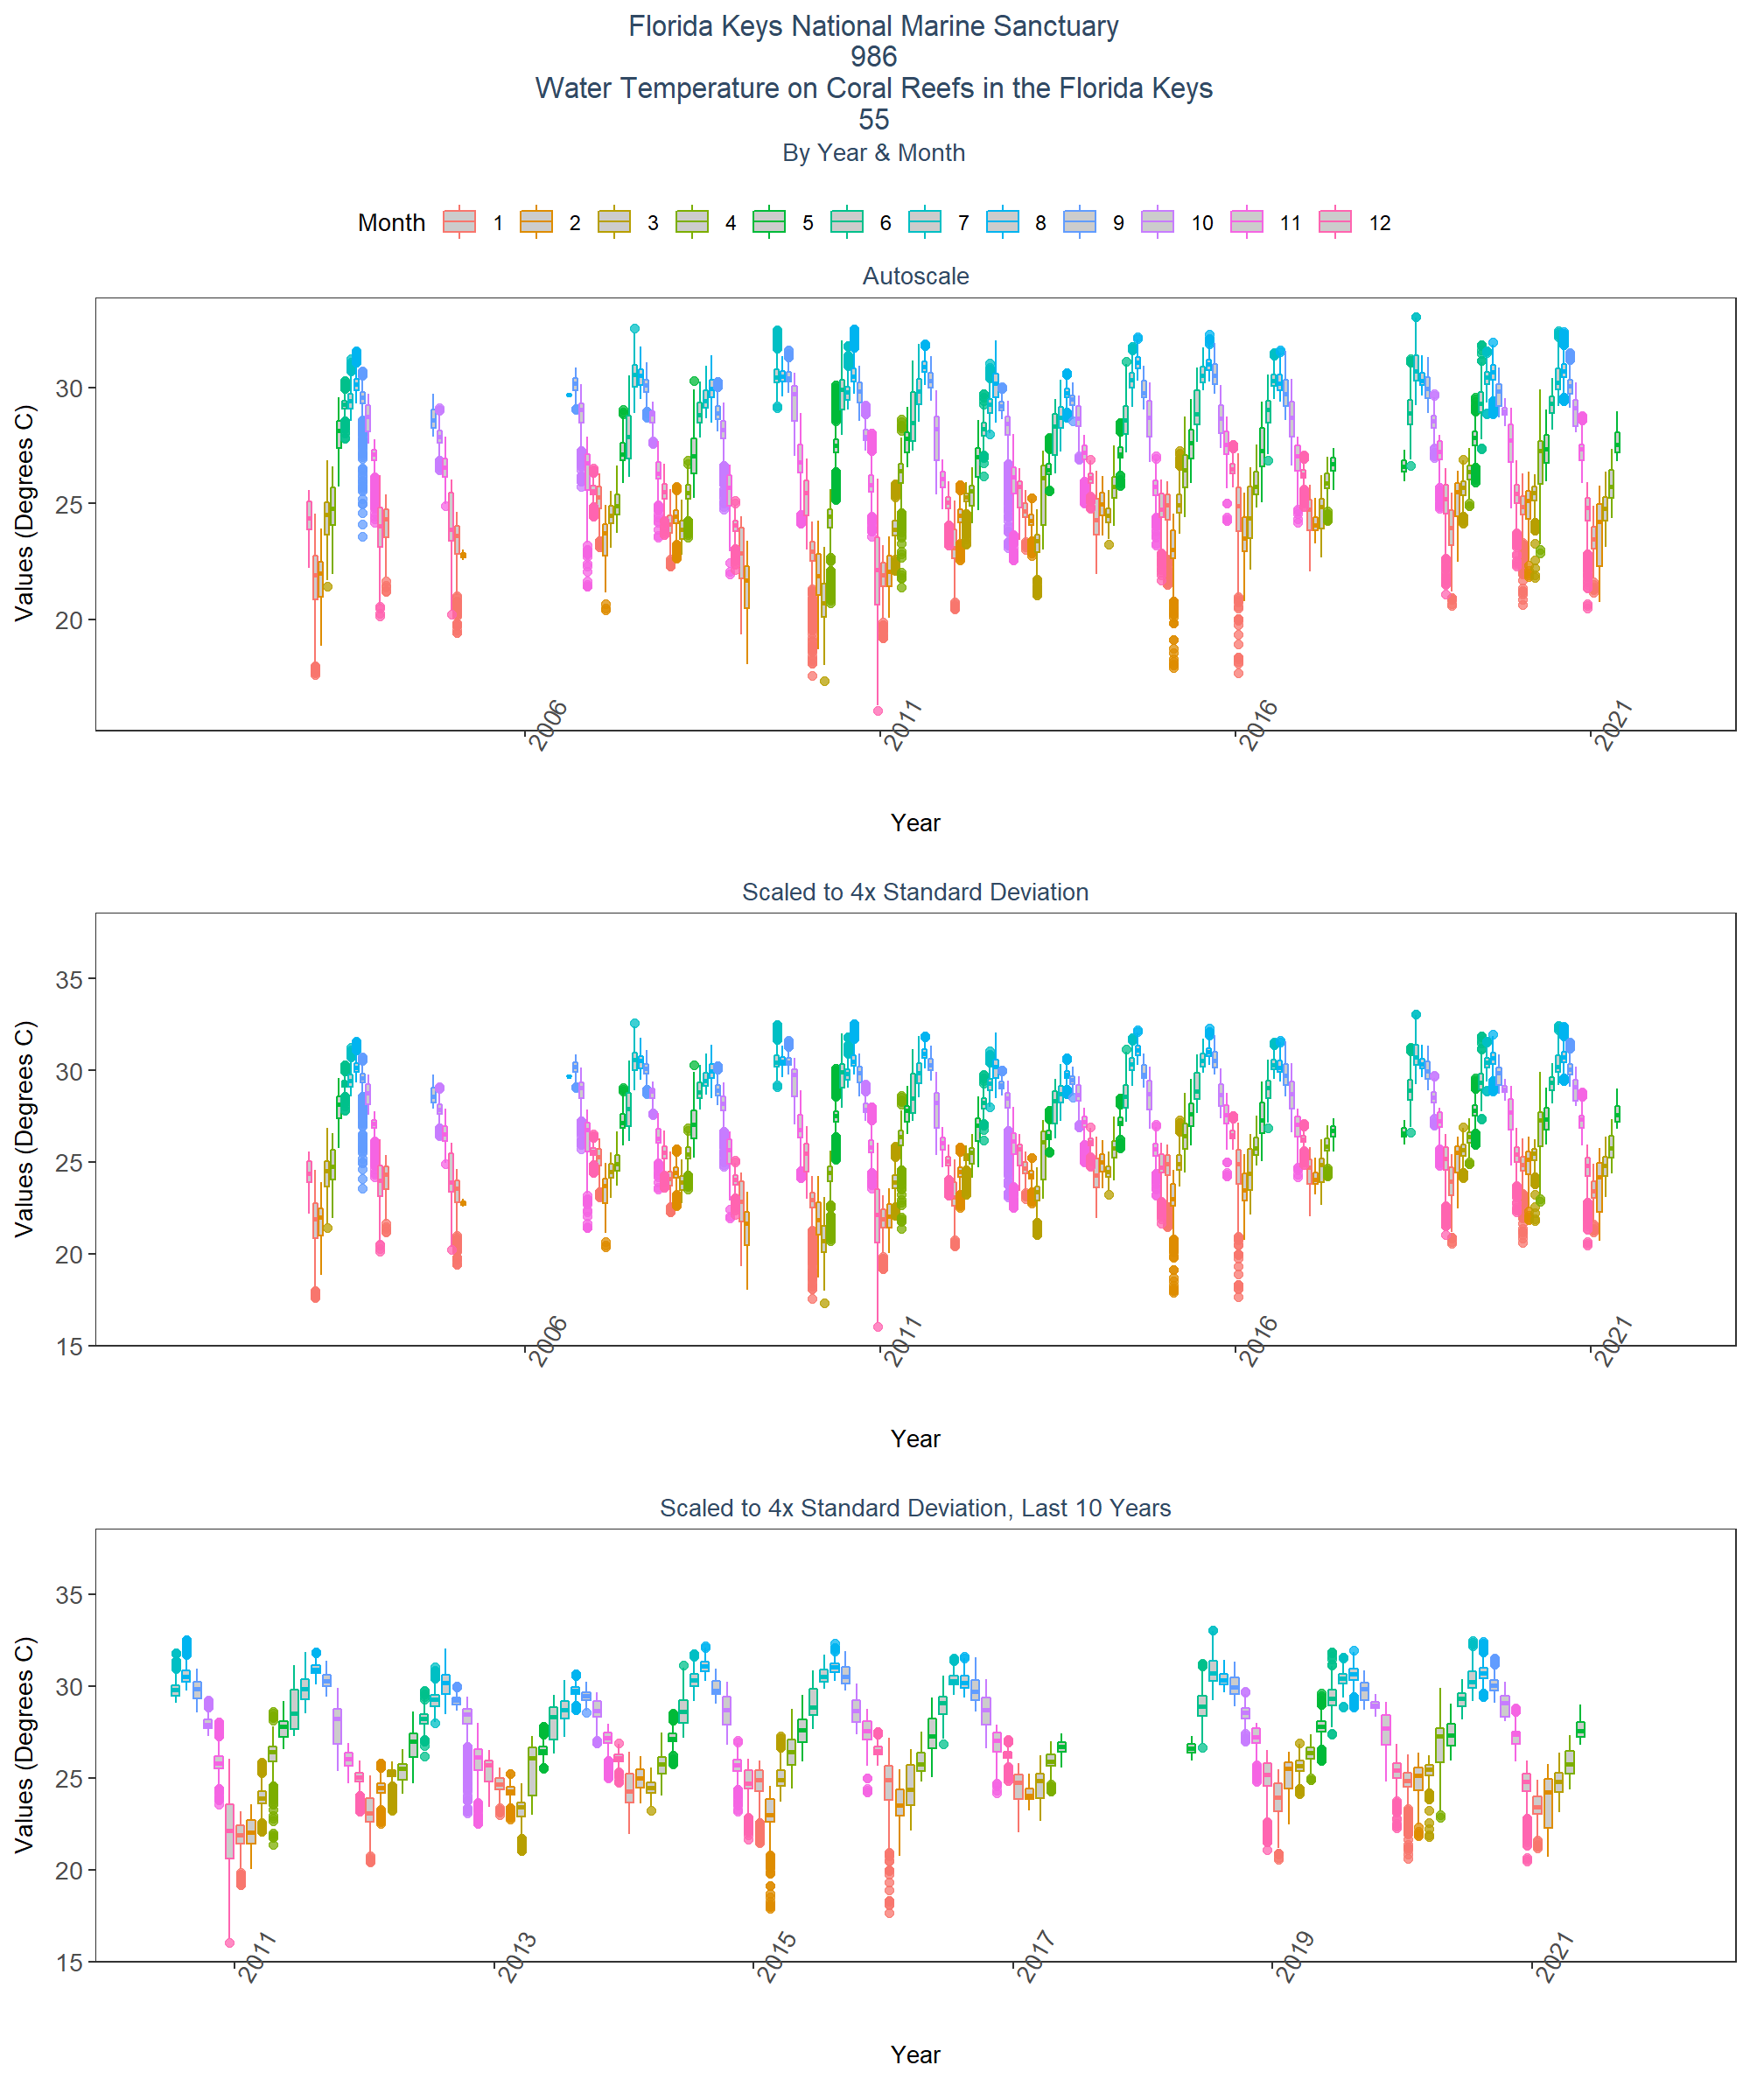 Florida Keys National Marine Sanctuary
986
Water Temperature on Coral Reefs in the Florida Keys
55
By Year & Month
Month 1 2 3 4 5 6 7 8 9 10 11 12
Autoscale
Values (Degrees C)
30
25
20
2006 2011 2016 2021
Year
Scaled to 4x Standard Deviation
Values (Degrees C)
35
30
25
20
15
2006 2011 2016 2021
Year
Scaled to 4x Standard Deviation, Last 10 Years
Values (Degrees C)
35
30
25
20
15
2011 2013 2015 2017 2019 2021
Year